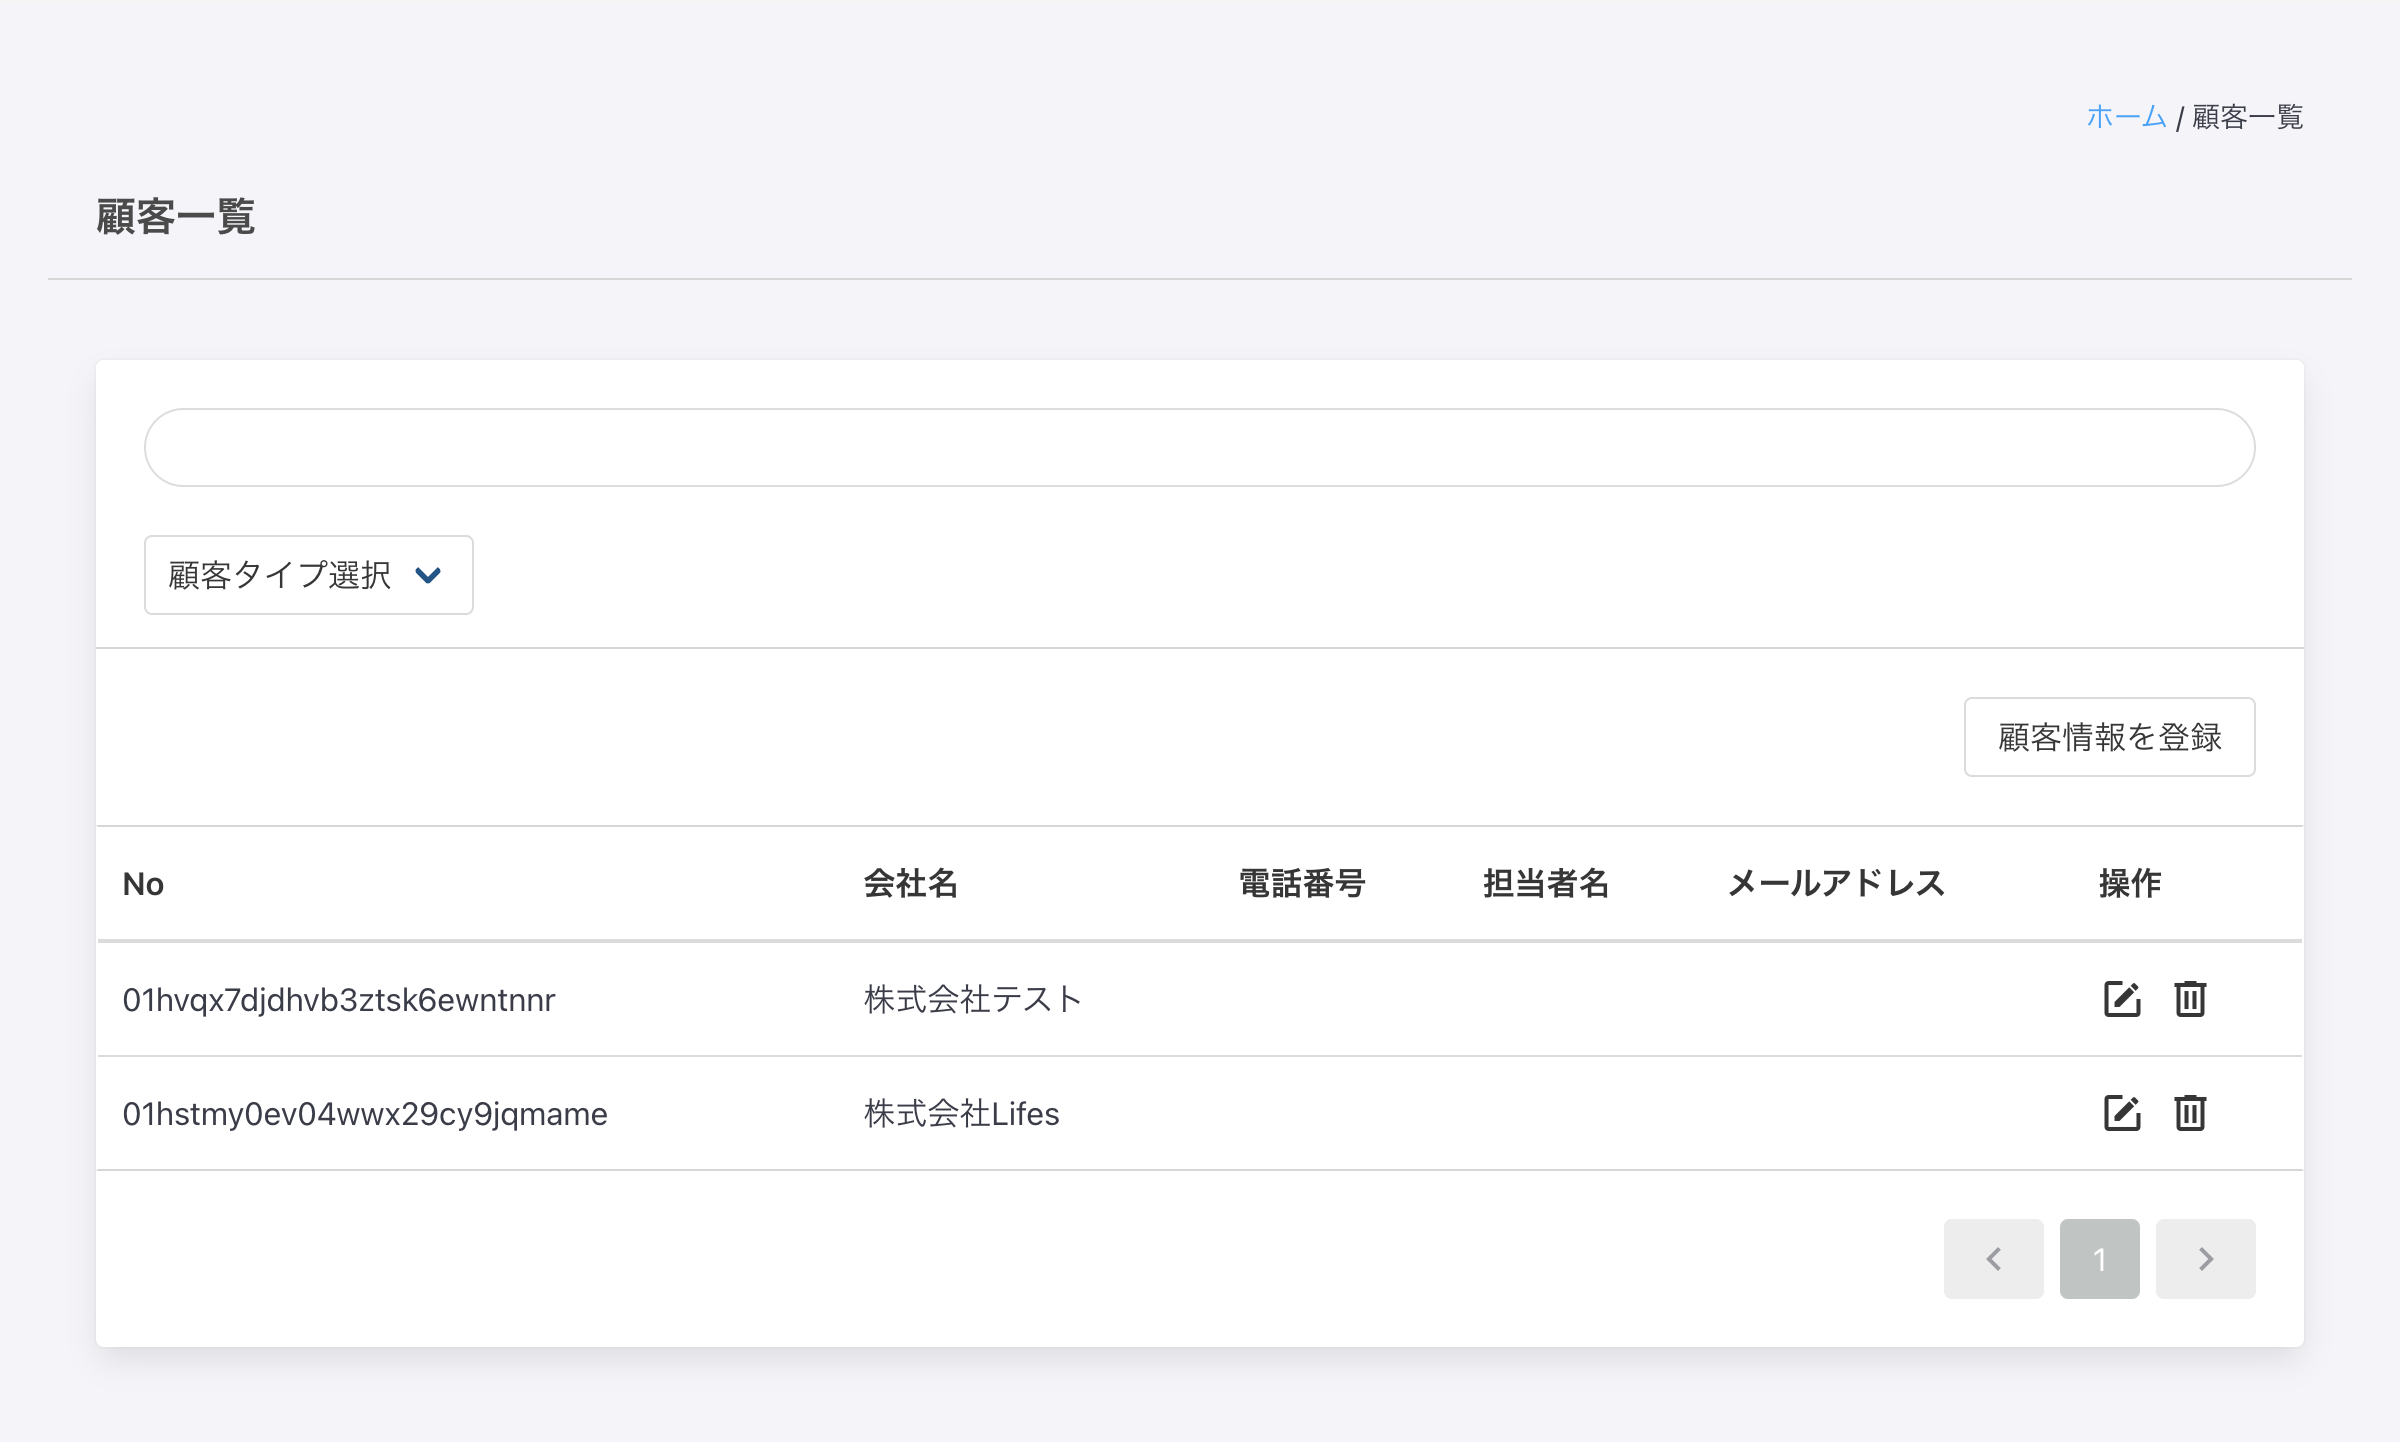 ホーム / 顧客一覧
顧客一覧
顧客タイプ選択
顧客情報を登録
No 会社名 電話番号 担当者名 メールアドレス 操作
01hvqx7djdhvb3ztsk6ewntnnr 株式会社テスト
01hstmy0ev04wwx29cy9jqmame 株式会社Lifes
1